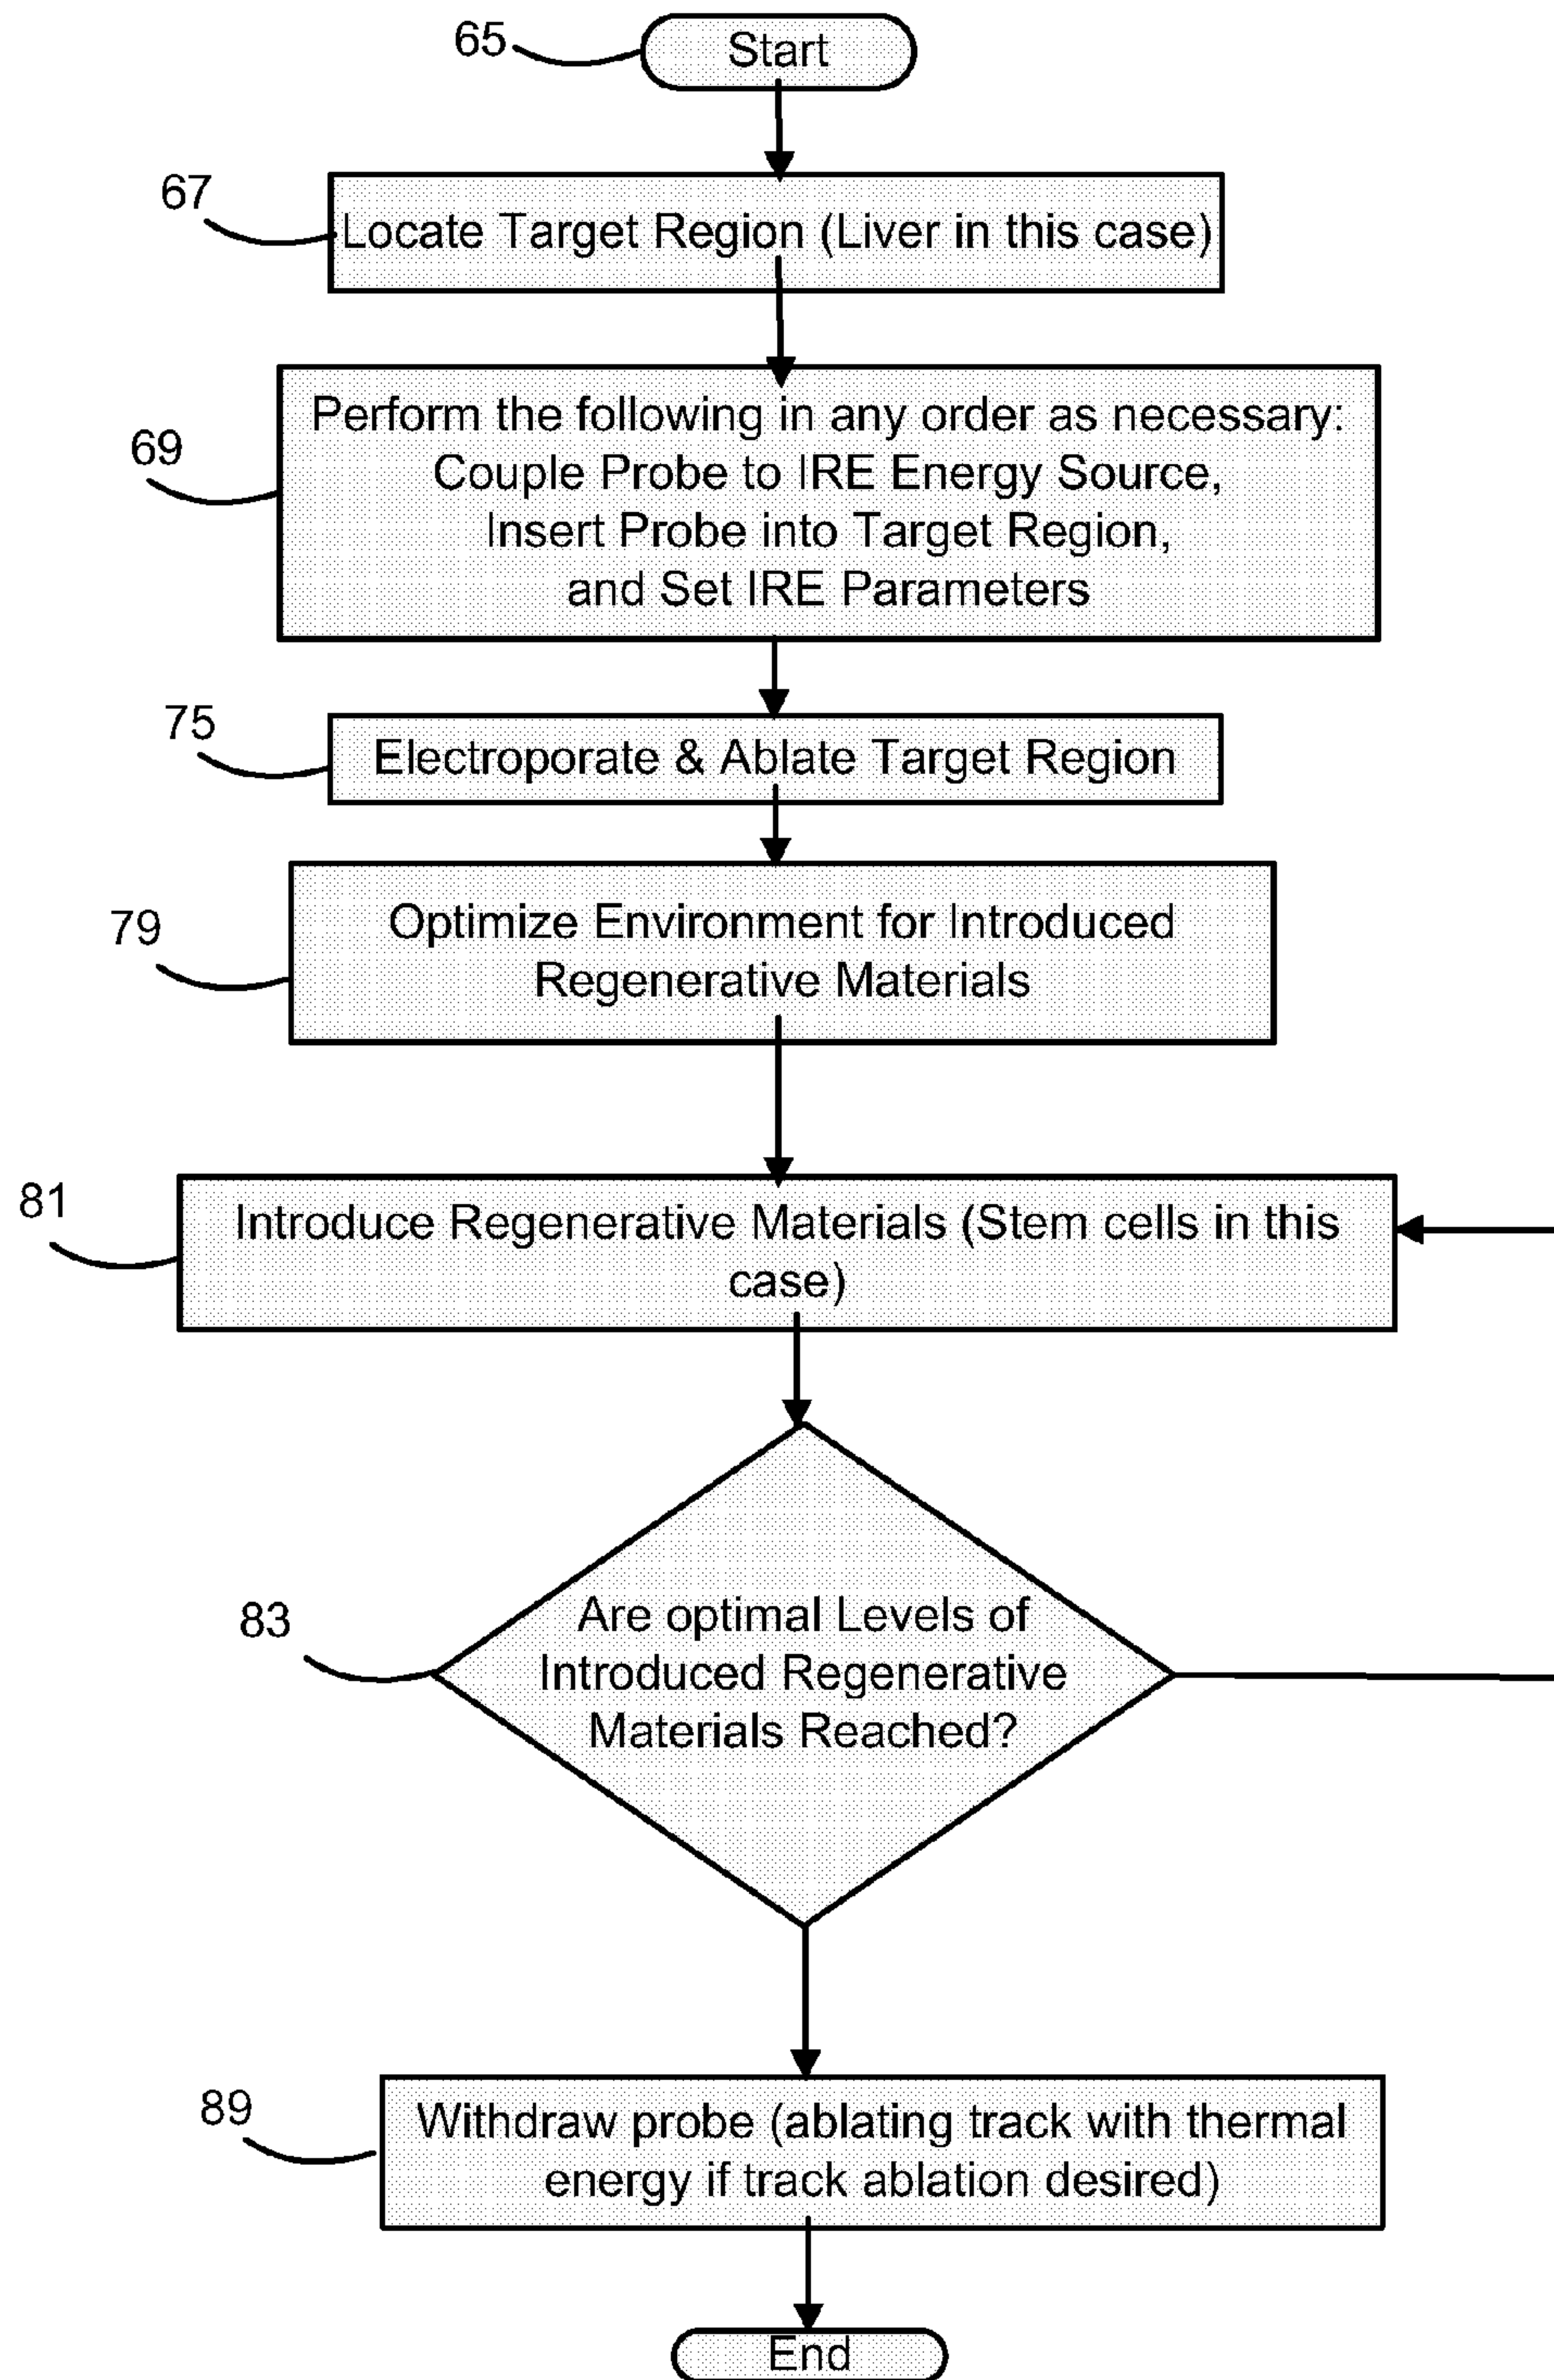 65
Start
67
Locate Target Region (Liver in this case)
69
Perform the following in any order as necessary:
Couple Probe to IRE Energy Source,
Insert Probe into Target Region,
and Set IRE Parameters
75
Electroporate & Ablate Target Region
79
Optimize Environment for Introduced
Regenerative Materials
81
Introduce Regenerative Materials (Stem cells in this
case)
83
Are optimal Levels of
Introduced Regenerative
Materials Reached?
89
Withdraw probe (ablating track with thermal
energy if track ablation desired)
End